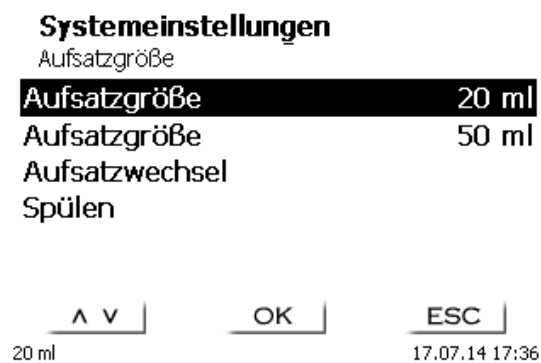 Systemeinstellungen
Aufsatzgröße
Aufsatzgröße 20 ml
Aufsatzgröße 50 ml
Aufsatzwechsel
Spülen
∧ ∨ OK ESC
20 ml 17.07.14 17:36